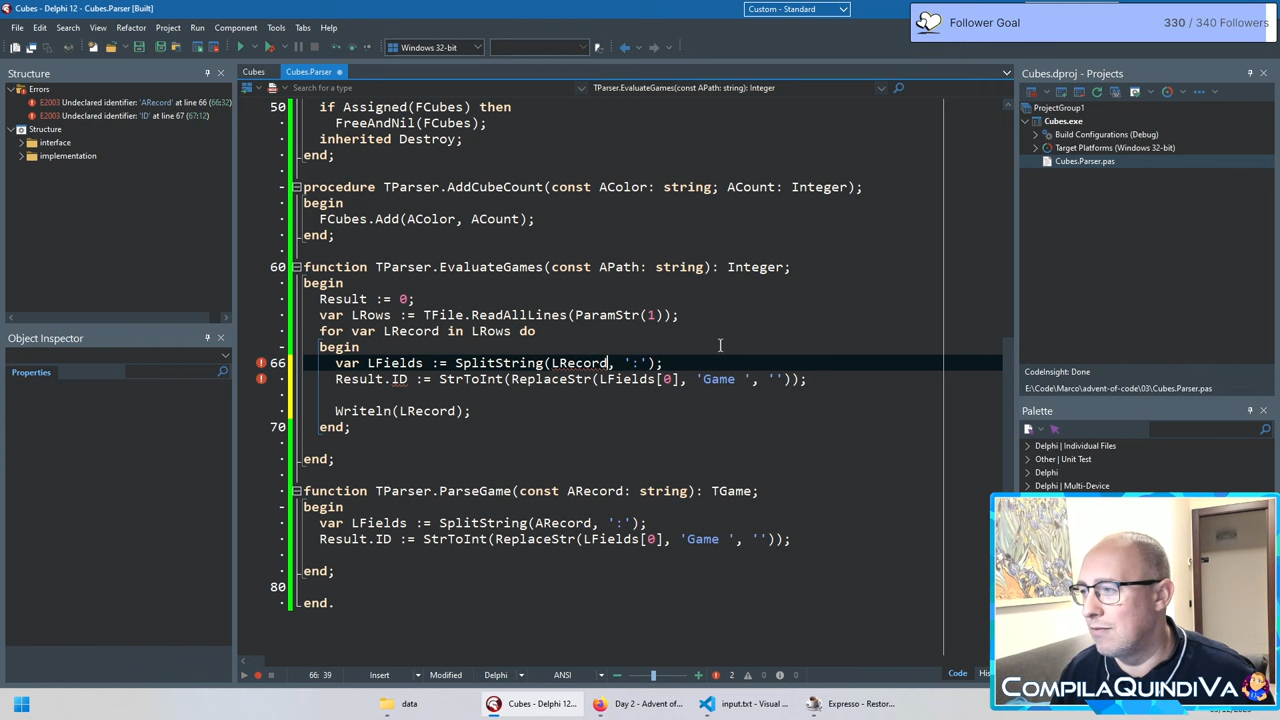 Cubes - Delphi 12 - Cubes.Parser [Built]
Custom - Standard
Follower Goal
330 / 340 Followers
File Edit Search View Refactor Project Run Component Tools Tabs Help
Windows 32-bit
Structure
Errors
E2003 Undeclared identifier: 'ARecord' at line 66 (66:32)
E2003 Undeclared identifier: 'ID' at line 67 (67:12)
Structure
interface
implementation
Object Inspector
Properties
Cubes
Cubes.Parser
Search for a type
TParser.EvaluateGames(const APath: string): Integer;
50 if Assigned(FCubes) then
FreeAndNil(FCubes);
inherited Destroy;
end;
procedure TParser.AddCubeCount(const AColor: string; ACount: Integer);
begin
FCubes.Add(AColor, ACount);
end;
60 function TParser.EvaluateGames(const APath: string): Integer;
begin
Result := 0;
var LRows := TFile.ReadAllLines(ParamStr(1));
for var LRecord in LRows do
begin
66 var LFields := SplitString(LRecord, ':');
Result.ID := StrToInt(ReplaceStr(LFields[0], 'Game ', ''));
Writeln(LRecord);
70 end;
end;
function TParser.ParseGame(const ARecord: string): TGame;
begin
var LFields := SplitString(ARecord, ':');
Result.ID := StrToInt(ReplaceStr(LFields[0], 'Game ', ''));
end;
80
end.
66: 39
Insert
Modified
Delphi
ANSI
2
0
0
Code
Cubes.dproj - Projects
ProjectGroup1
Cubes.exe
Build Configurations (Debug)
Target Platforms (Windows 32-bit)
Cubes.Parser.pas
CodeInsight: Done
E:\Code\Marco\advent-of-code\03\Cubes.Parser.pas
Palette
Delphi | Individual Files
Other | Unit Test
Delphi
Delphi | Multi-Device
COMPILAQUINDIVA
data
Cubes - Delphi 12...
Day 2 - Advent of...
input.txt - Visual ...
Expresso - Restor...